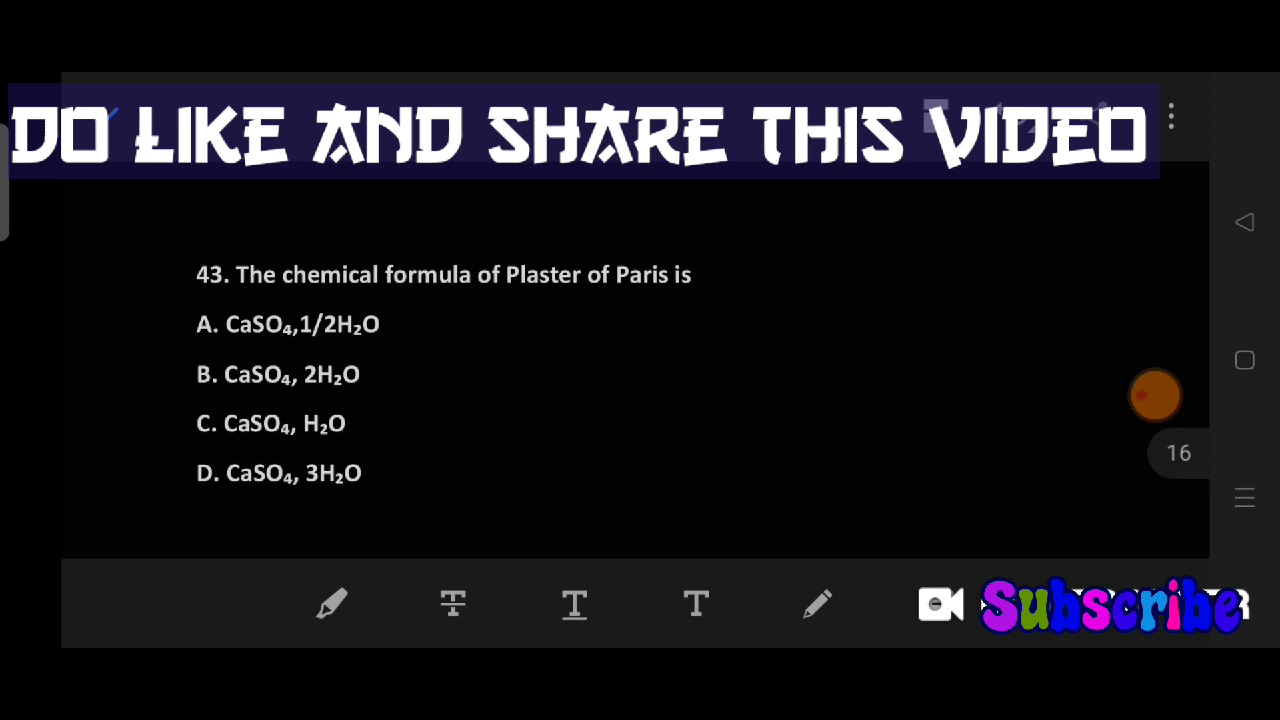 DO LIKE AND SHARE THIS VIDEO
43. The chemical formula of Plaster of Paris is
A. CaSO₄,1/2H₂O
B. CaSO₄, 2H₂O
C. CaSO₄, H₂O
D. CaSO₄, 3H₂O
16
Subscribe